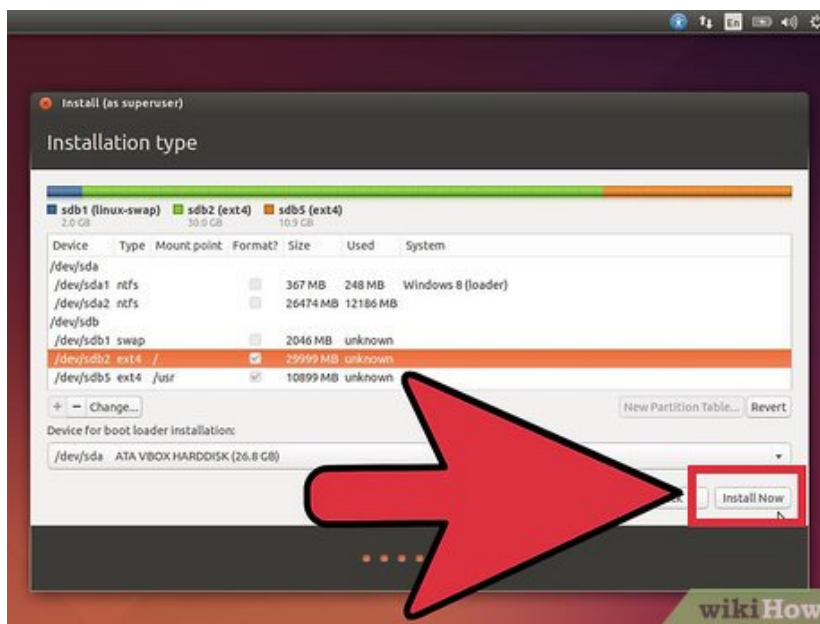 En
Install (as superuser)
Installation type
sdb1 (linux-swap) sdb2 (ext4) sdb5 (ext4)
2.0 GB 30.0 GB 10.9 GB
Device Type Mount point Format? Size Used System
/dev/sda
/dev/sda1 ntfs 367 MB 248 MB Windows 8 (loader)
/dev/sda2 ntfs 26474 MB 12186 MB
/dev/sdb
/dev/sdb1 swap 2046 MB unknown
/dev/sdb2 ext4 / 29999 MB unknown
/dev/sdb5 ext4 /usr 10899 MB unknown
+ - Change... New Partition Table... Revert
Device for boot loader installation:
/dev/sda ATA VBOX HARDDISK (26.8 GB)
Install Now
wikiHow